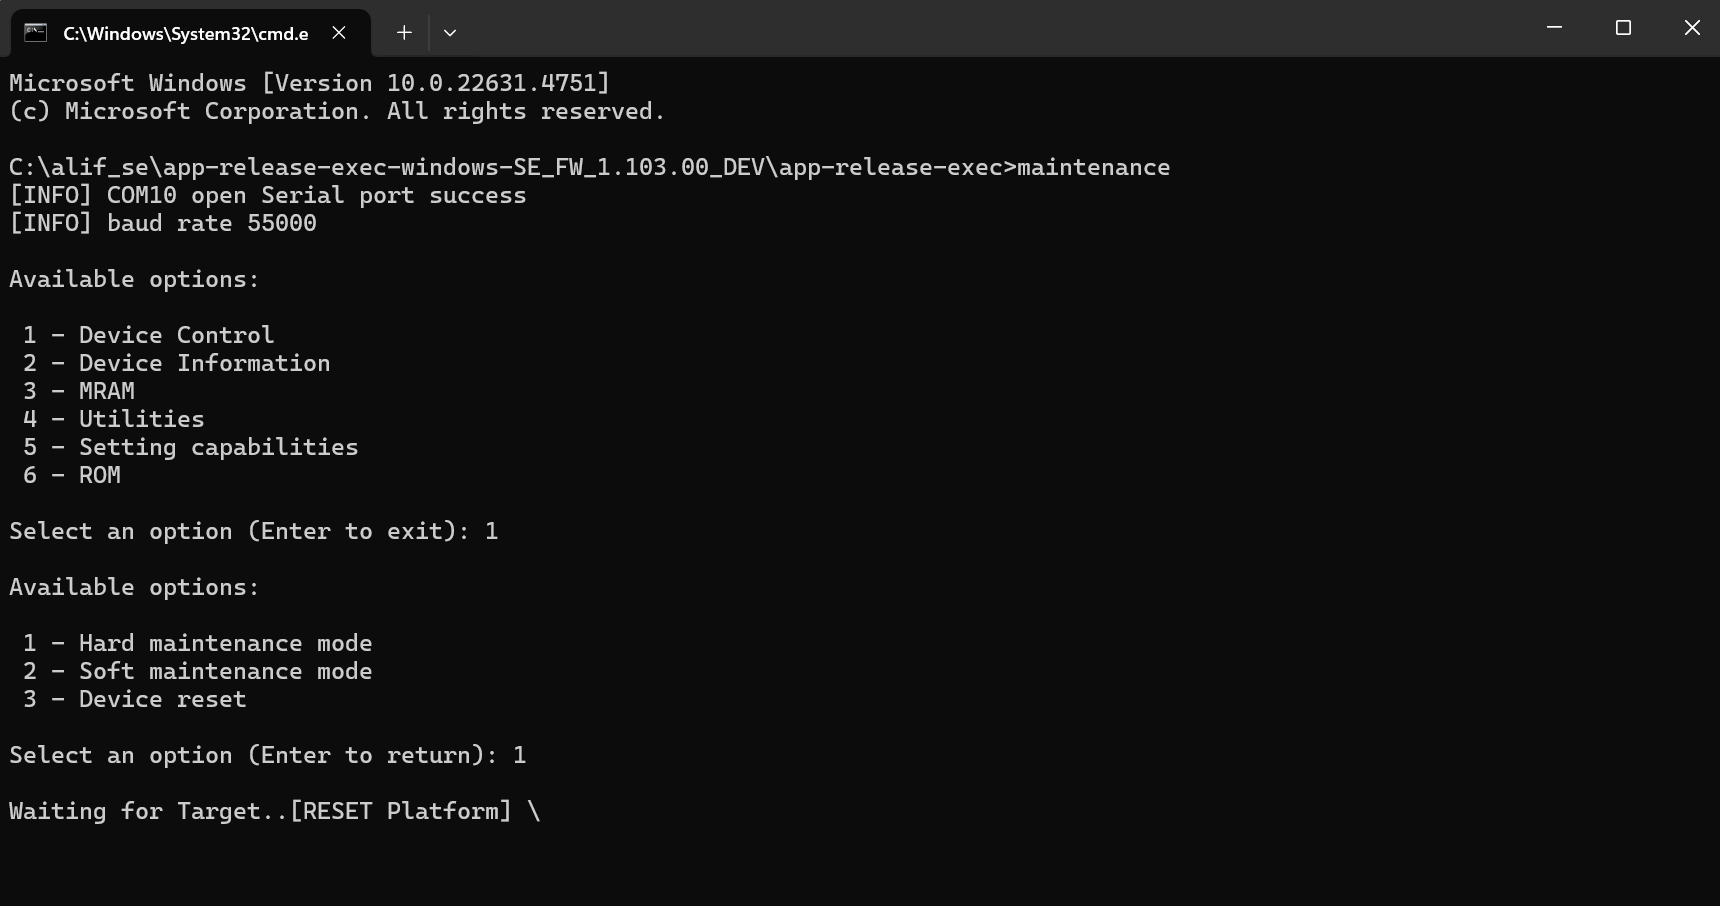 C:\Windows\System32\cmd.e
Microsoft Windows [Version 10.0.22631.4751]
(c) Microsoft Corporation. All rights reserved.
C:\alif_se\app-release-exec-windows-SE_FW_1.103.00_DEV\app-release-exec>maintenance
[INFO] COM10 open Serial port success
[INFO] baud rate 55000
Available options:
1 - Device Control
2 - Device Information
3 - MRAM
4 - Utilities
5 - Setting capabilities
6 - ROM
Select an option (Enter to exit): 1
Available options:
1 - Hard maintenance mode
2 - Soft maintenance mode
3 - Device reset
Select an option (Enter to return): 1
Waiting for Target..[RESET Platform] \